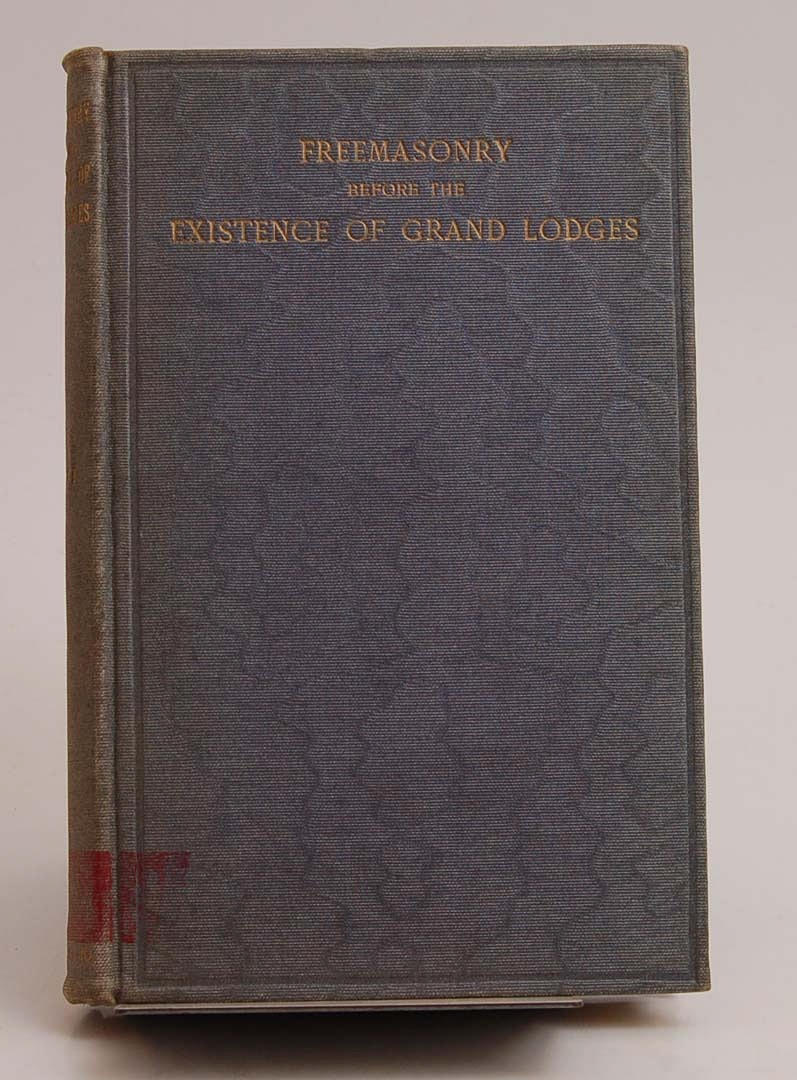 FREEMASONRY
BEFORE THE
EXISTENCE OF GRAND LODGES